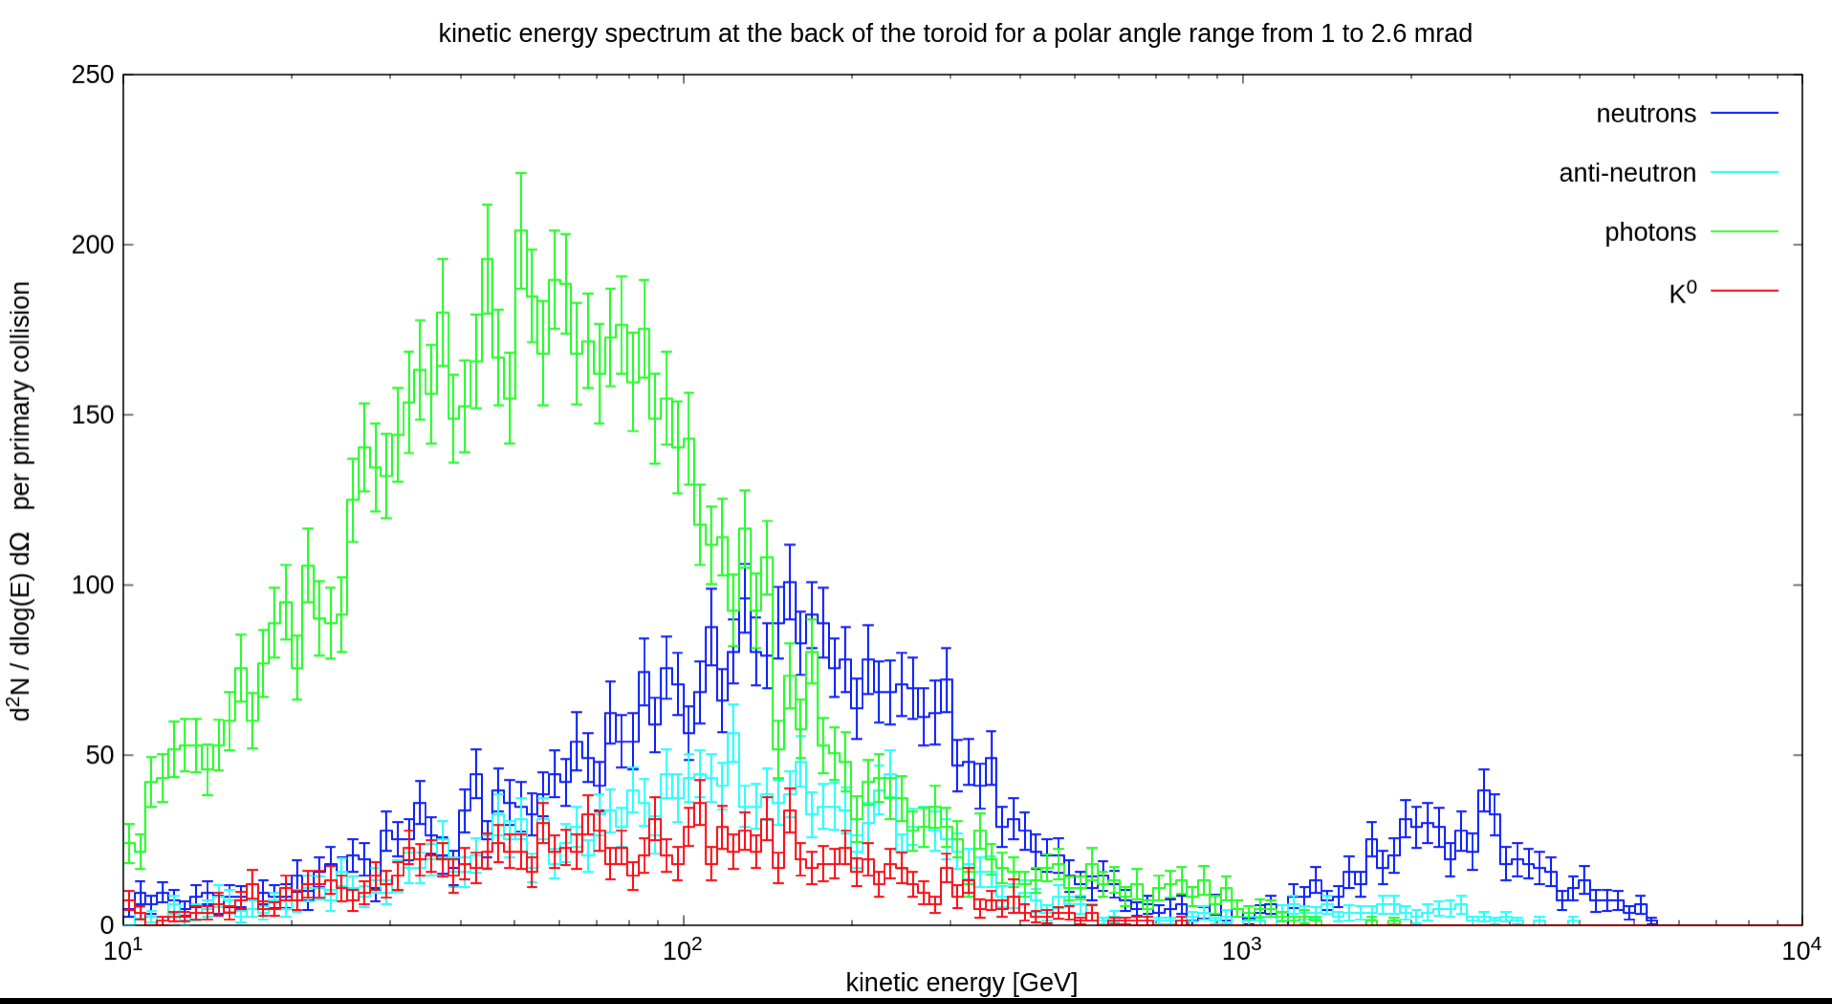 kinetic energy spectrum at the back of the toroid for a polar angle range from 1 to 2.6 mrad
250
200
150
100
50
0
d²N / dlog(E) dΩ per primary collision
neutrons
anti-neutron
photons
K⁰
10¹
10²
10³
10⁴
kinetic energy [GeV]